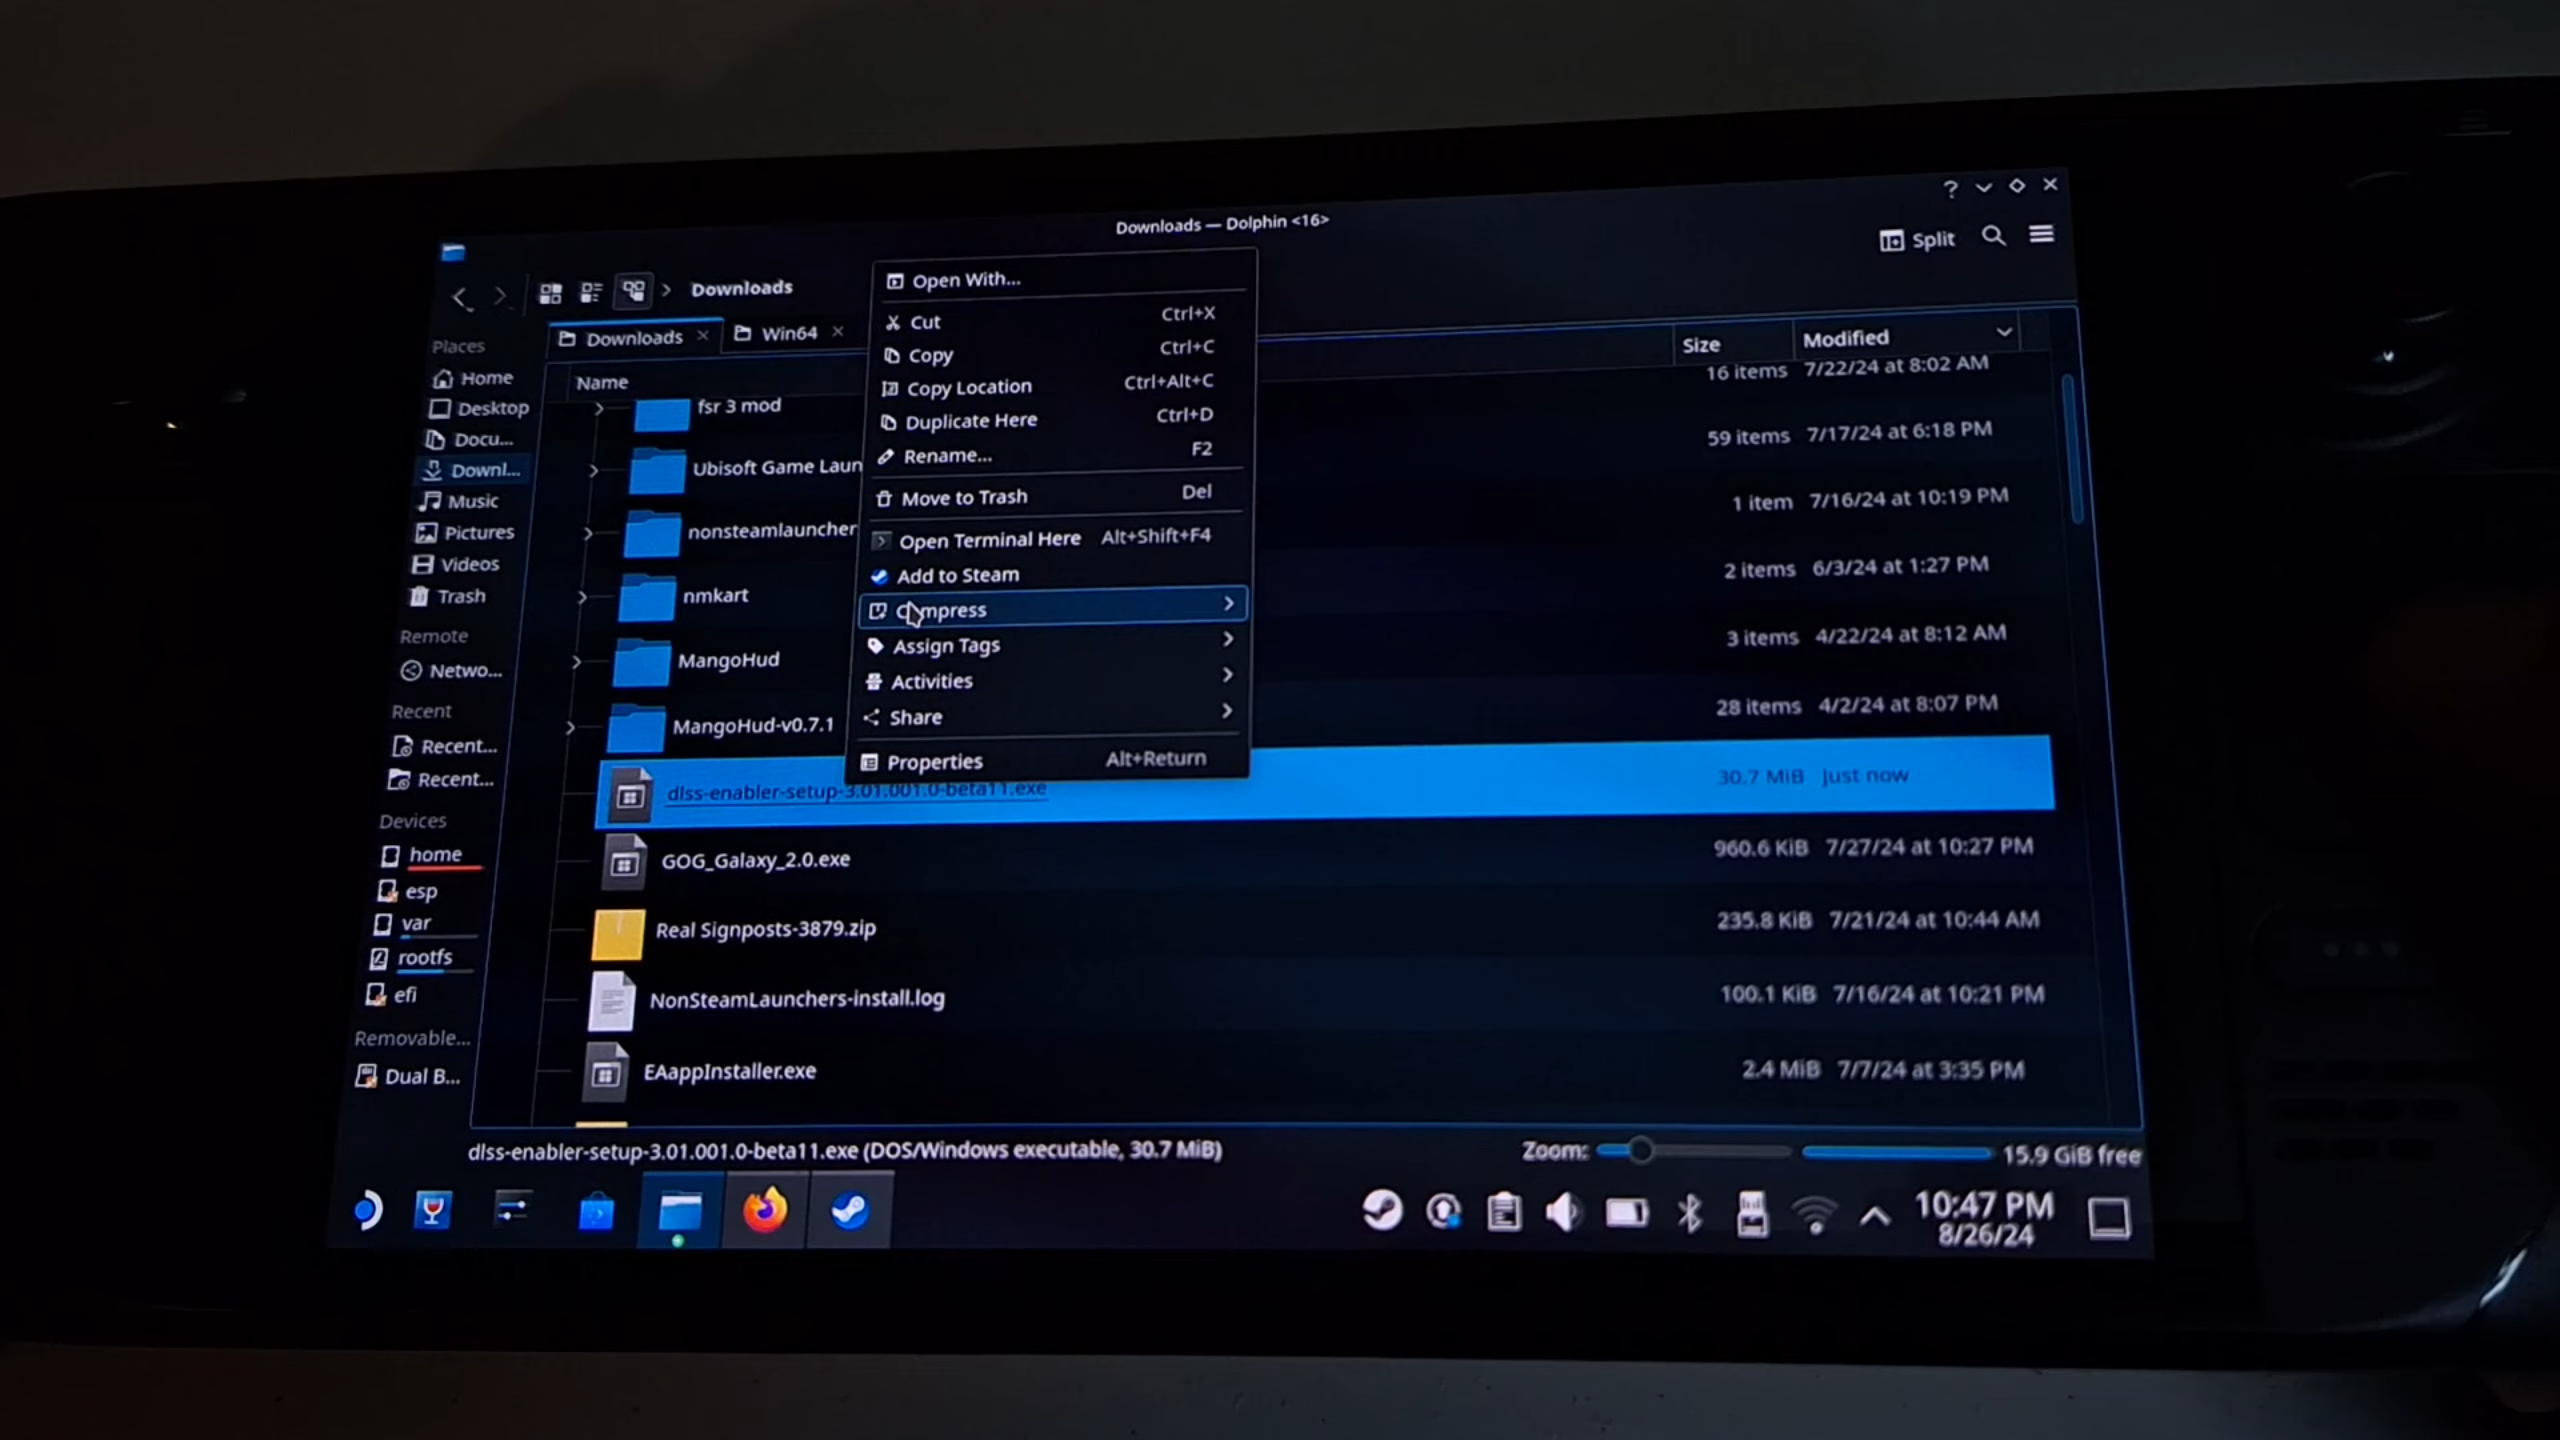 Downloads — Dolphin <16>
Split
Downloads
Downloads
Win64
Places
Home
Desktop
Docu...
Downl...
Music
Pictures
Videos
Trash
Remote
Netwo...
Recent
Recent...
Recent...
Devices
home
esp
var
rootfs
efi
Removable...
Dual B...
Name
Size
Modified
fsr 3 mod
16 items 7/22/24 at 8:02 AM
Ubisoft Game Laun
59 items 7/17/24 at 6:18 PM
nonsteamlauncher
1 item 7/16/24 at 10:19 PM
nmkart
2 items 6/3/24 at 1:27 PM
MangoHud
3 items 4/22/24 at 8:12 AM
MangoHud-v0.7.1
28 items 4/2/24 at 8:07 PM
dlss-enabler-setup-3.01.001.0-beta11.exe
30.7 MiB Just now
GOG_Galaxy_2.0.exe
960.6 KiB 7/27/24 at 10:27 PM
Real Signposts-3879.zip
235.8 KiB 7/21/24 at 10:44 AM
NonSteamLaunchers-install.log
100.1 KiB 7/16/24 at 10:21 PM
EAappInstaller.exe
2.4 MiB 7/7/24 at 3:35 PM
Open With...
Cut Ctrl+X
Copy Ctrl+C
Copy Location Ctrl+Alt+C
Duplicate Here Ctrl+D
Rename... F2
Move to Trash Del
Open Terminal Here Alt+Shift+F4
Add to Steam
Compress
Assign Tags
Activities
Share
Properties Alt+Return
dlss-enabler-setup-3.01.001.0-beta11.exe (DOS/Windows executable, 30.7 MiB)
Zoom:
15.9 GiB free
10:47 PM
8/26/24